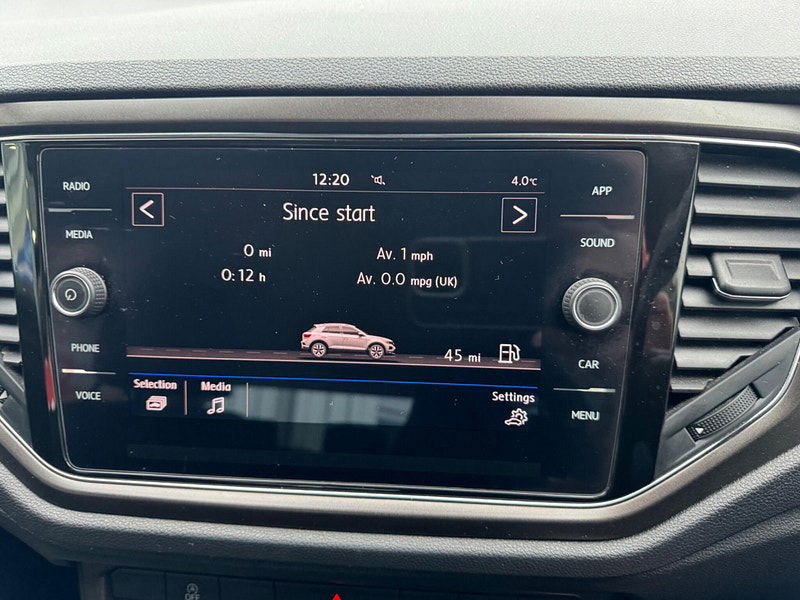 RADIO
MEDIA
PHONE
VOICE
12:20
4.0°C
Since start
0 mi
Av. 1 mph
0:12 h
Av. 0.0 mpg (UK)
45 mi
Selection
Media
Settings
APP
SOUND
CAR
MENU
OFF